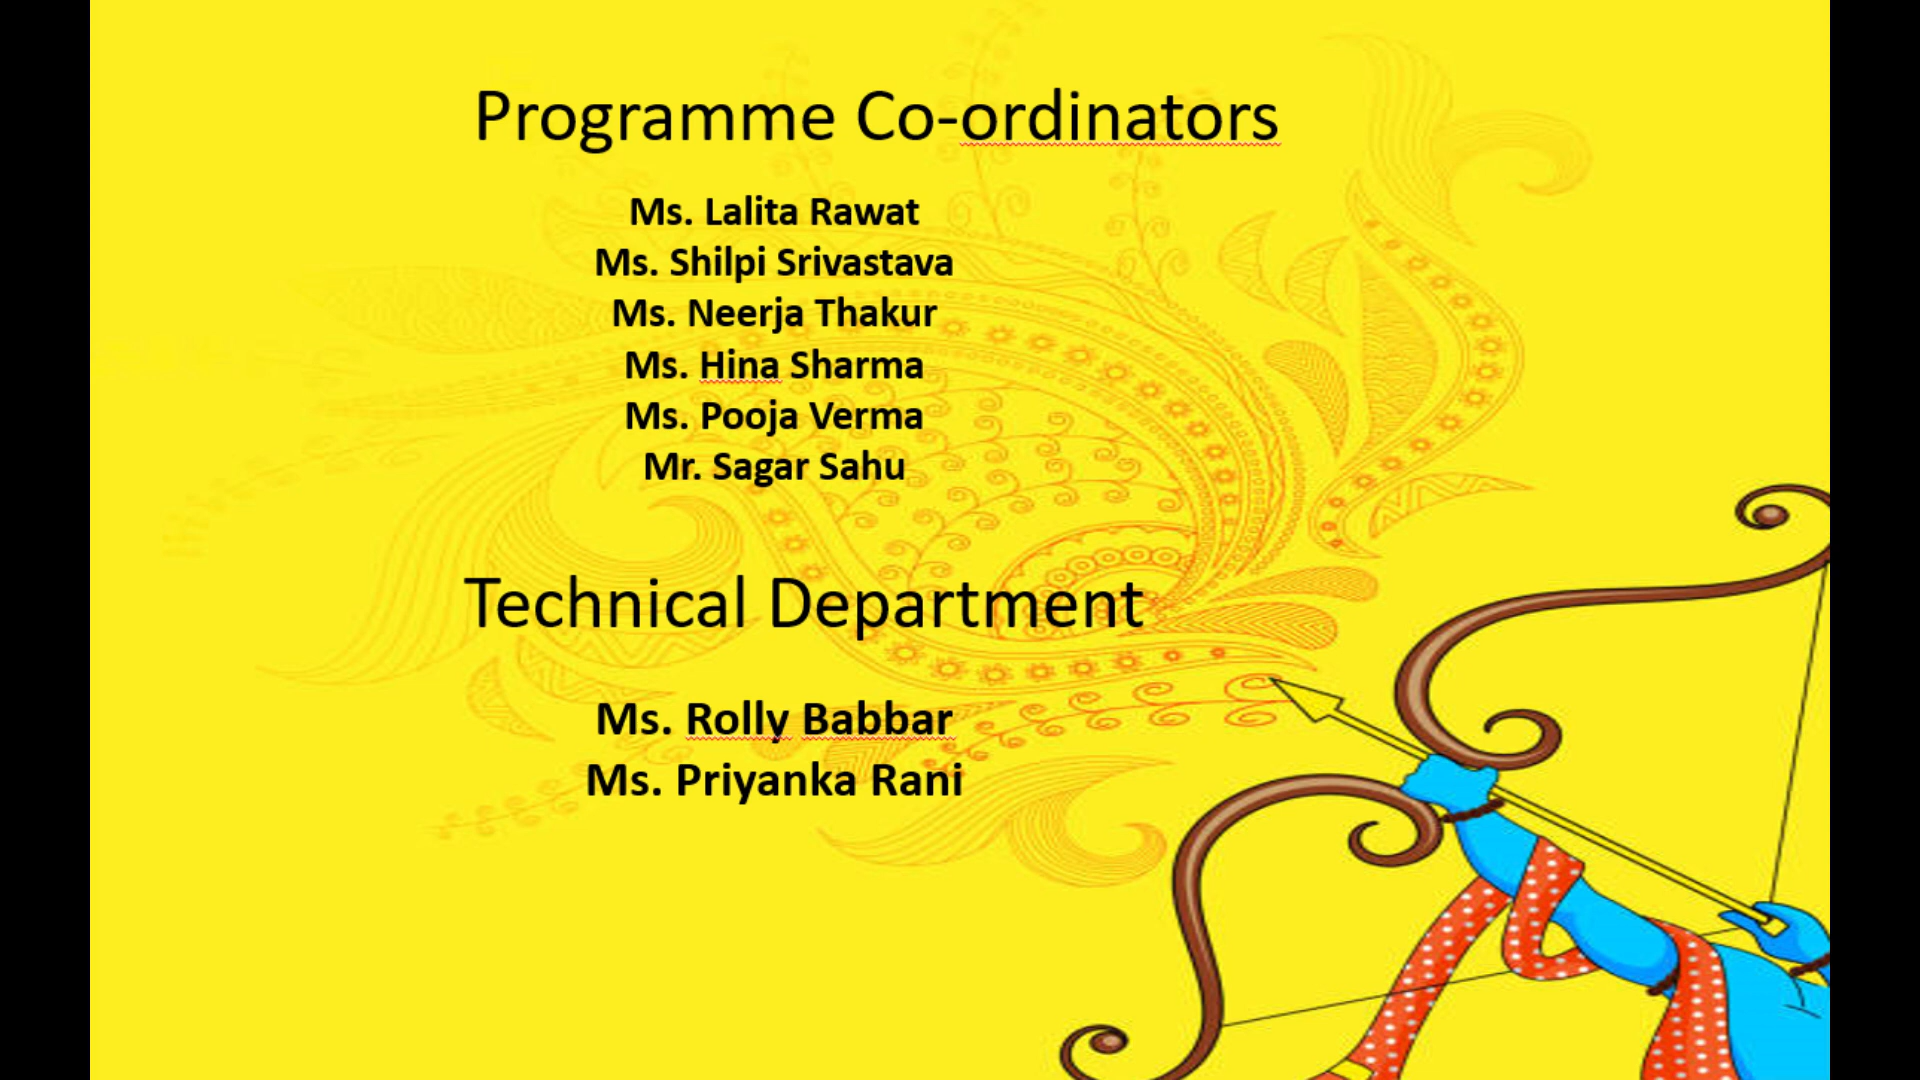 Programme Co-ordinators
Ms. Lalita Rawat
Ms. Shilpi Srivastava
Ms. Neerja Thakur
Ms. Hina Sharma
Ms. Pooja Verma
Mr. Sagar Sahu
Technical Department
Ms. Rolly Babbar
Ms. Priyanka Rani